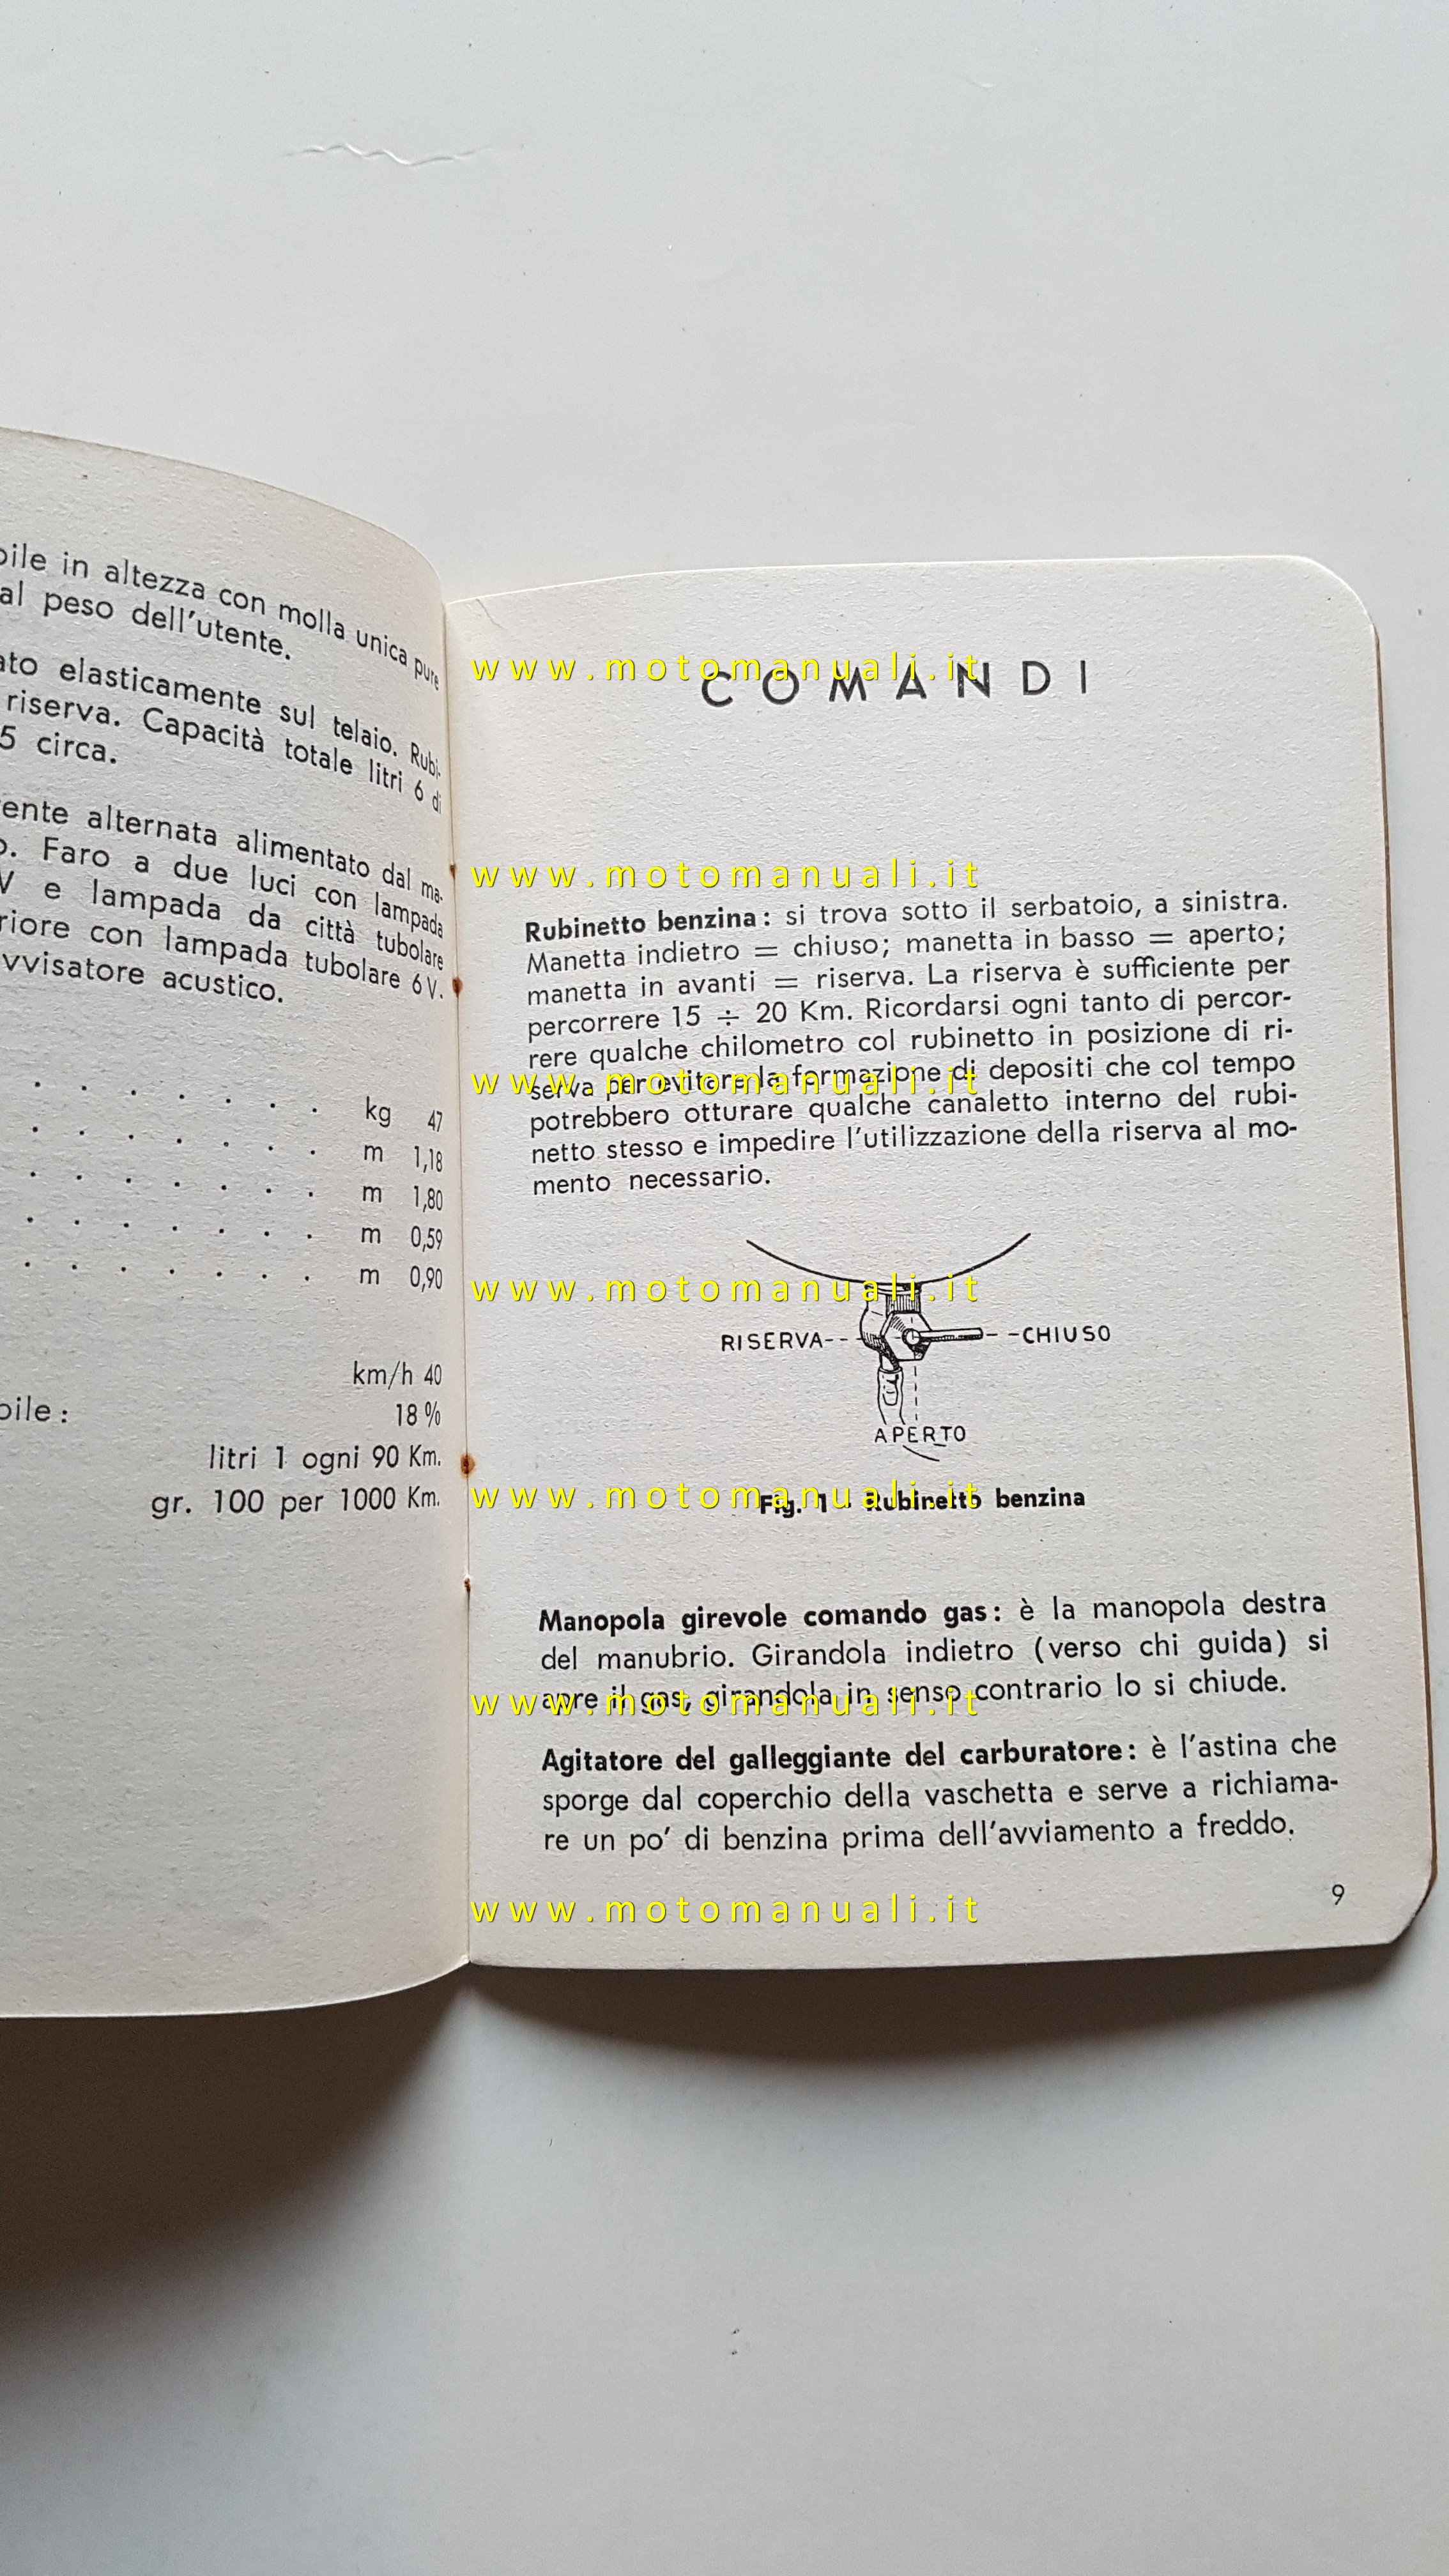 bile in altezza con molla unica pure
al peso dell'utente.
ato elasticamente sul telaio. Rubi-
riserva. Capacità totale litri 6 di
5 circa.
ente alternata alimentato dal ma-
o. Faro a due luci con lampada
V e lampada da città tubolare
riore con lampada tubolare 6 V.
vvisatore acustico.
. . . . . . . kg 47
. . . . . . . m 1,18
. . . . . . . m 1,80
. . . . . . . m 0,59
. . . . . . . m 0,90
km/h 40
bile : 18 %
litri 1 ogni 90 Km.
gr. 100 per 1000 Km.
www.motomanuali.it
COMANDI
www.motomanuali.it
Rubinetto benzina: si trova sotto il serbatoio, a sinistra.
Manetta indietro = chiuso; manetta in basso = aperto;
manetta in avanti = riserva. La riserva è sufficiente per
percorrere 15 ÷ 20 Km. Ricordarsi ogni tanto di percor-
rere qualche chilometro col rubinetto in posizione di ri-
serva per evitare la formazione di depositi che col tempo
www.motomanuali.it
potrebbero otturare qualche canaletto interno del rubi-
netto stesso e impedire l'utilizzazione della riserva al mo-
mento necessario.
www.motomanuali.it
RISERVA-- --CHIUSO
APERTO
www.motomanuali.it
Fig. 1 - Rubinetto benzina
Manopola girevole comando gas: è la manopola destra
del manubrio. Girandola indietro (verso chi guida) si
apre il gas, girandola in senso contrario lo si chiude.
www.motomanuali.it
Agitatore del galleggiante del carburatore: è l'astina che
sporge dal coperchio della vaschetta e serve a richiama-
re un po' di benzina prima dell'avviamento a freddo.
9
www.motomanuali.it